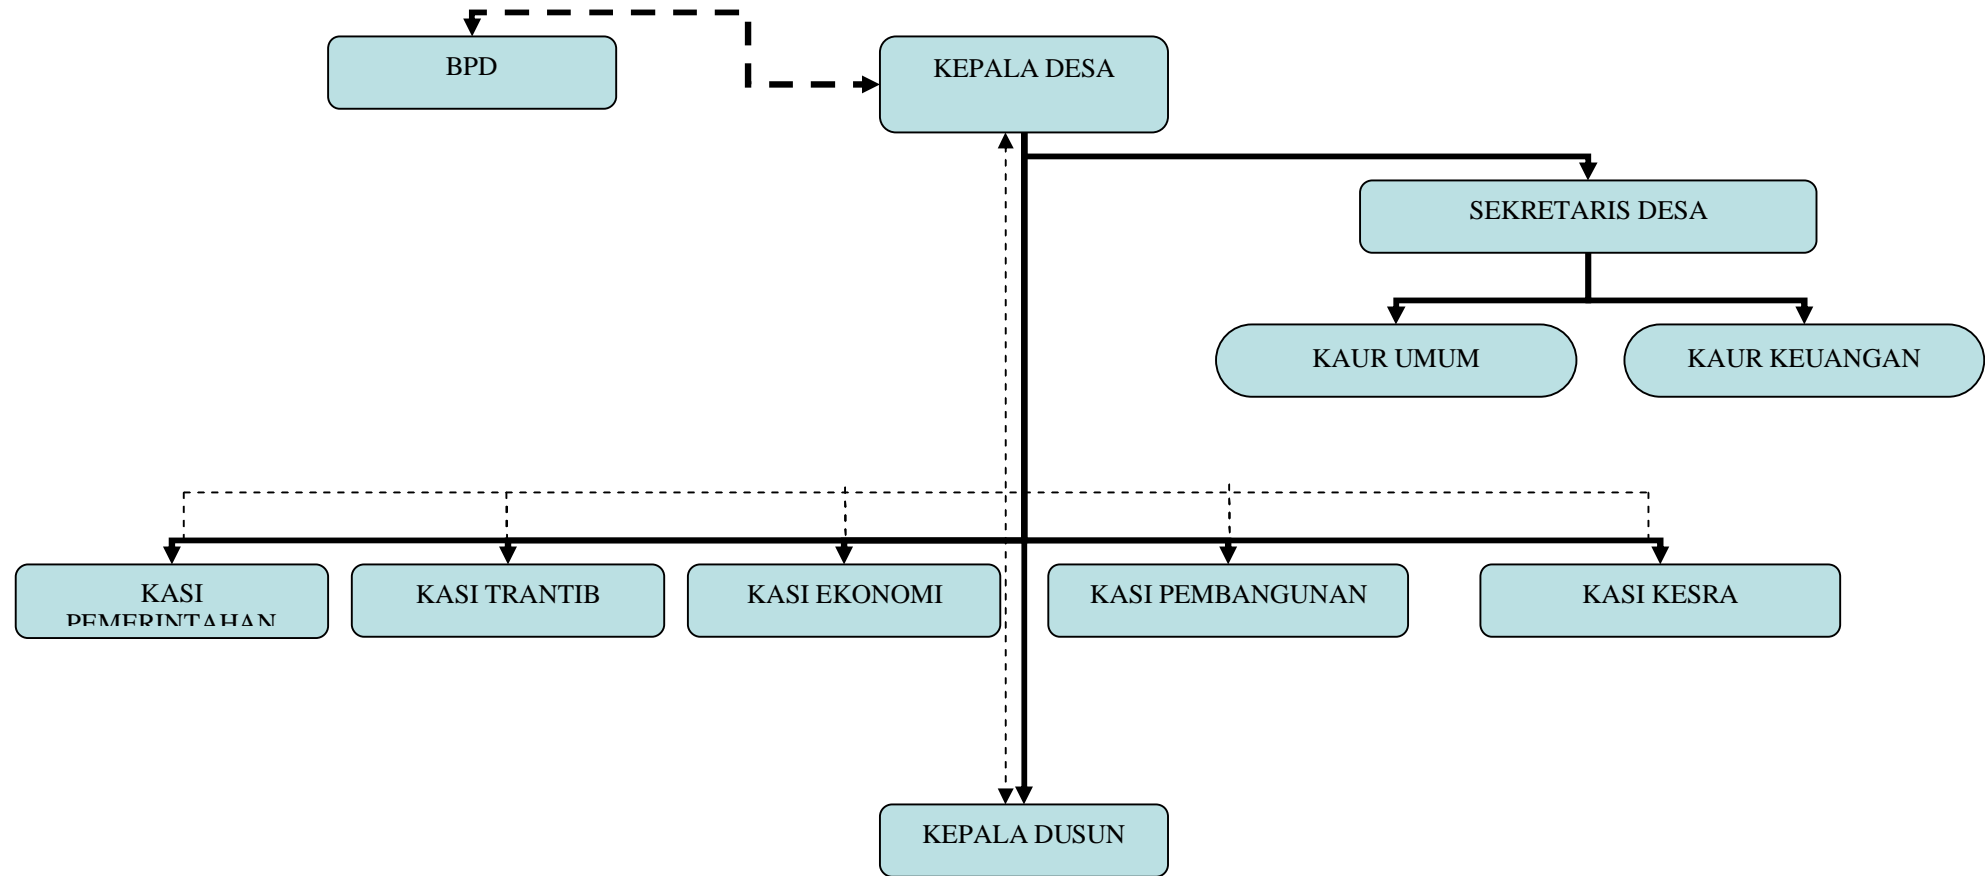 BPD
KEPALA DESA
SEKRETARIS DESA
KAUR UMUM
KAUR KEUANGAN
KASI
PEMERINTAHAN
KASI TRANTIB
KASI EKONOMI
KASI PEMBANGUNAN
KASI KESRA
KEPALA DUSUN